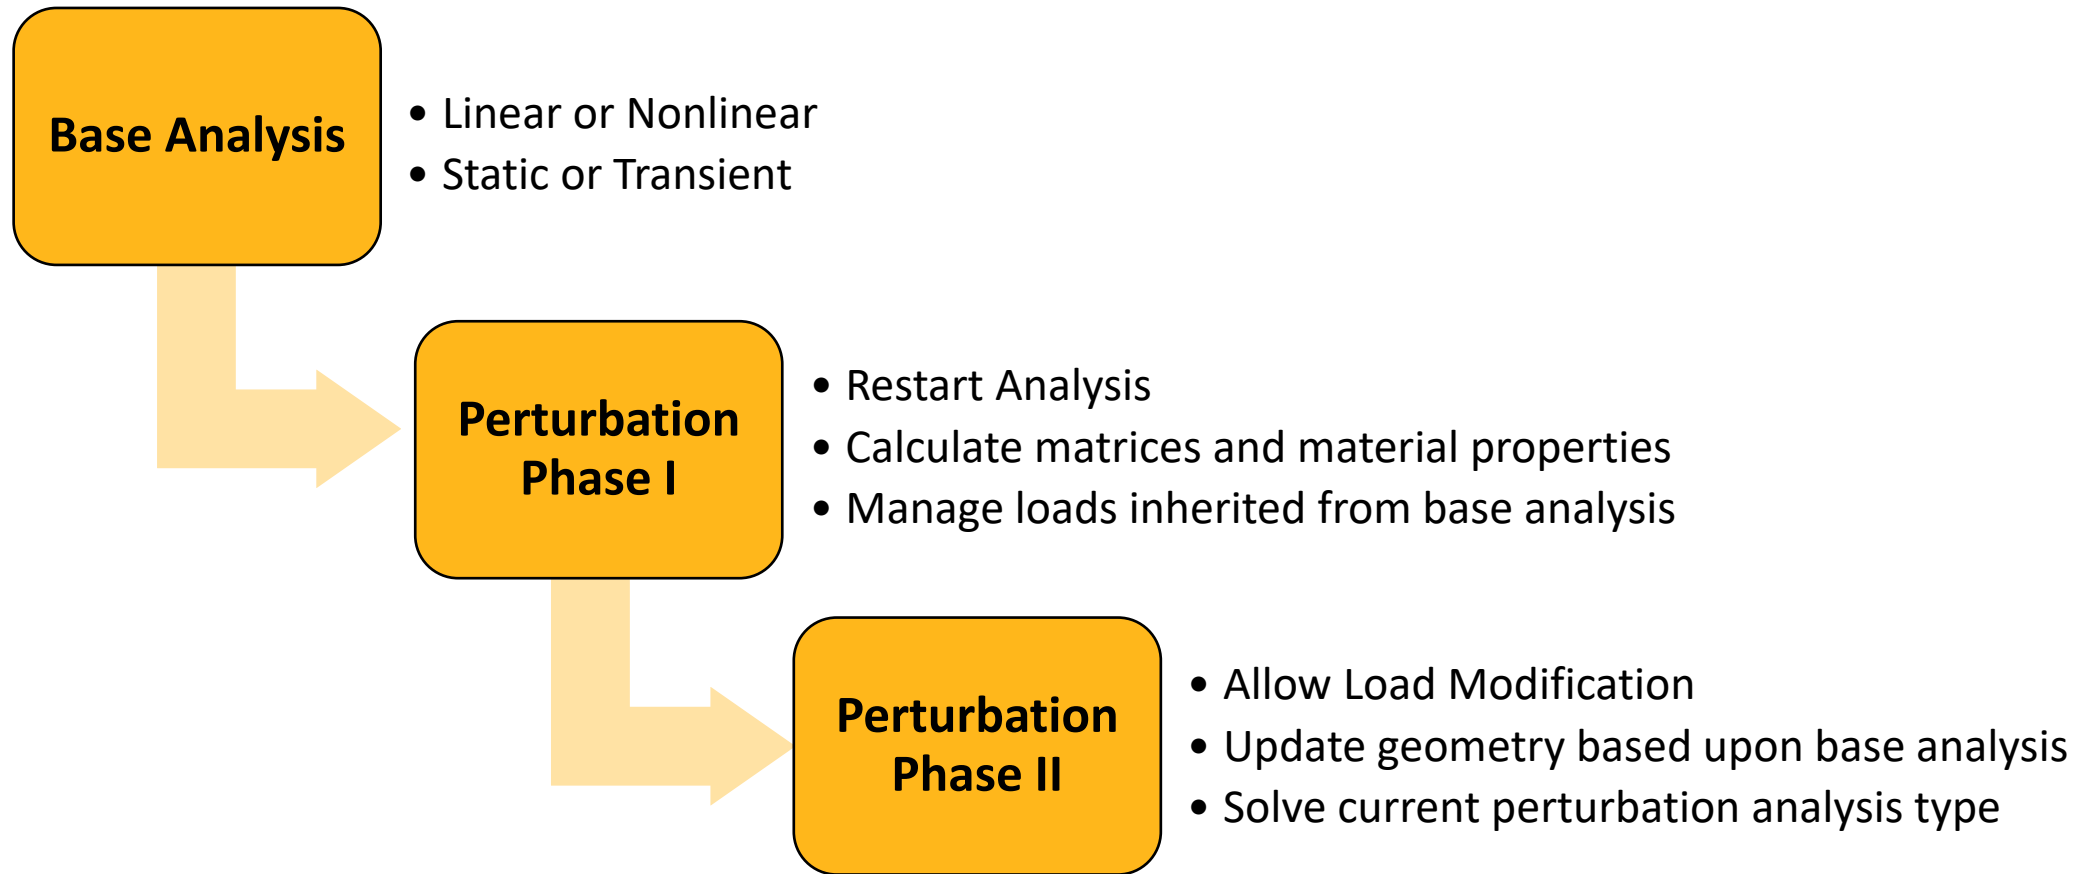 Base Analysis
• Linear or Nonlinear
• Static or Transient
Perturbation
Phase I
• Restart Analysis
• Calculate matrices and material properties
• Manage loads inherited from base analysis
Perturbation
Phase II
• Allow Load Modification
• Update geometry based upon base analysis
• Solve current perturbation analysis type